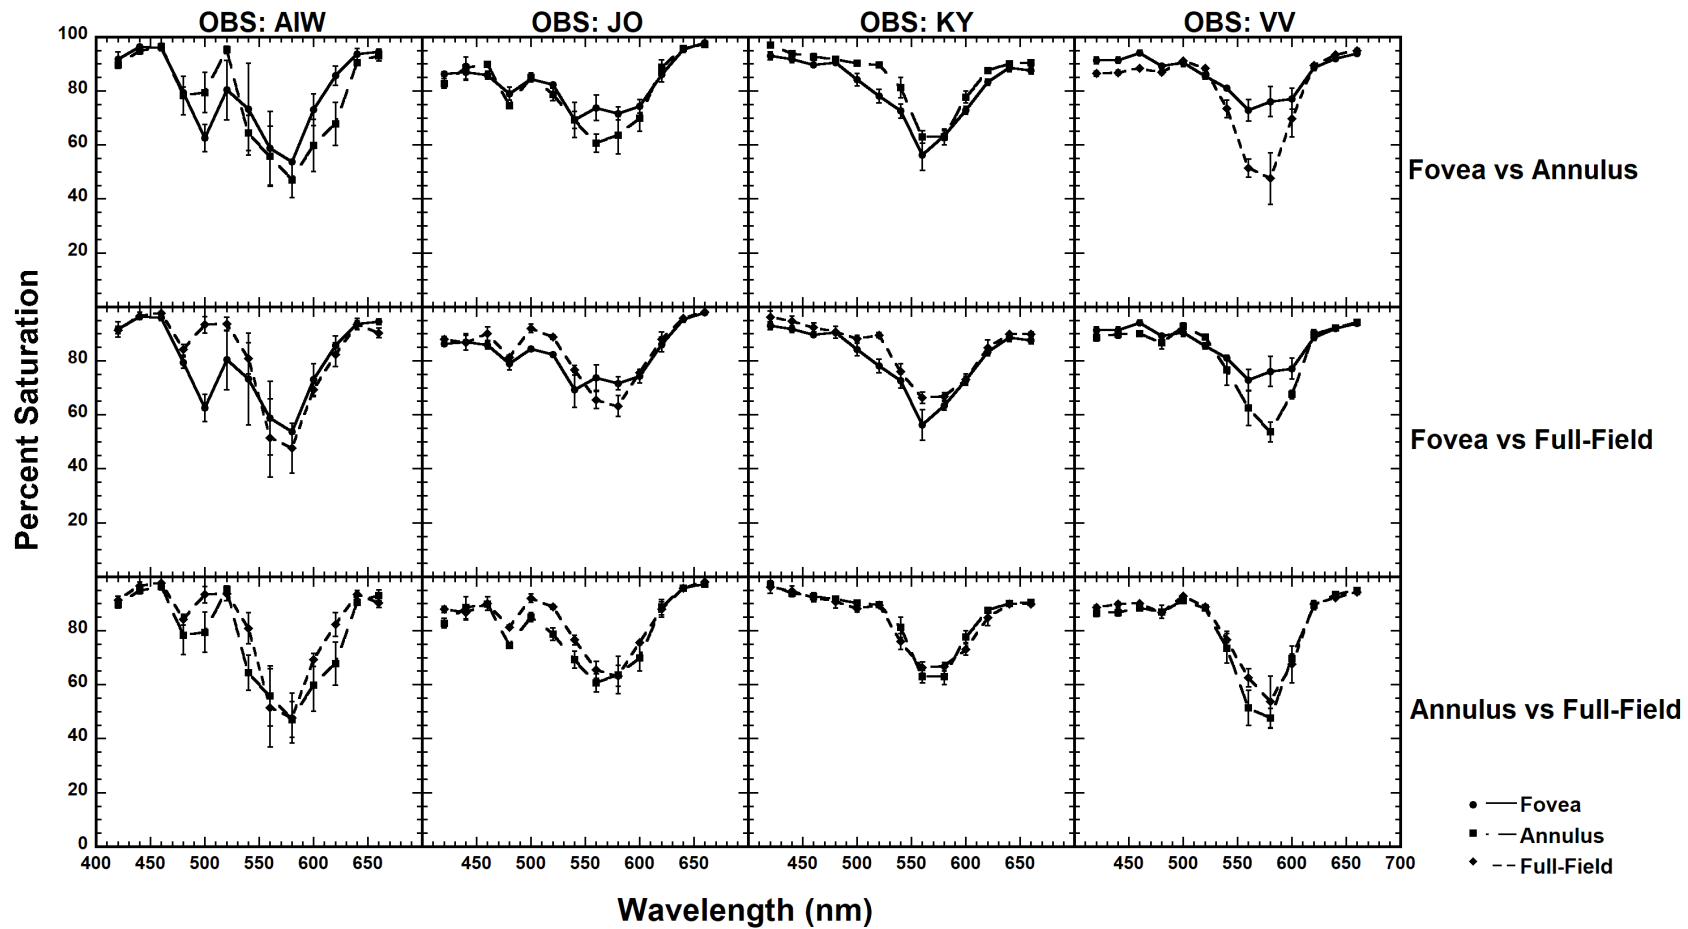 OBS: AIW OBS: JO OBS: KY OBS: VV
100
80
60
40
20
Fovea vs Annulus
80
60
40
20
Fovea vs Full-Field
80
60
40
20
0
Annulus vs Full-Field
Percent Saturation
400 450 500 550 600 650 450 500 550 600 650 450 500 550 600 650 450 500 550 600 650 700
Wavelength (nm)
Fovea
Annulus
Full-Field